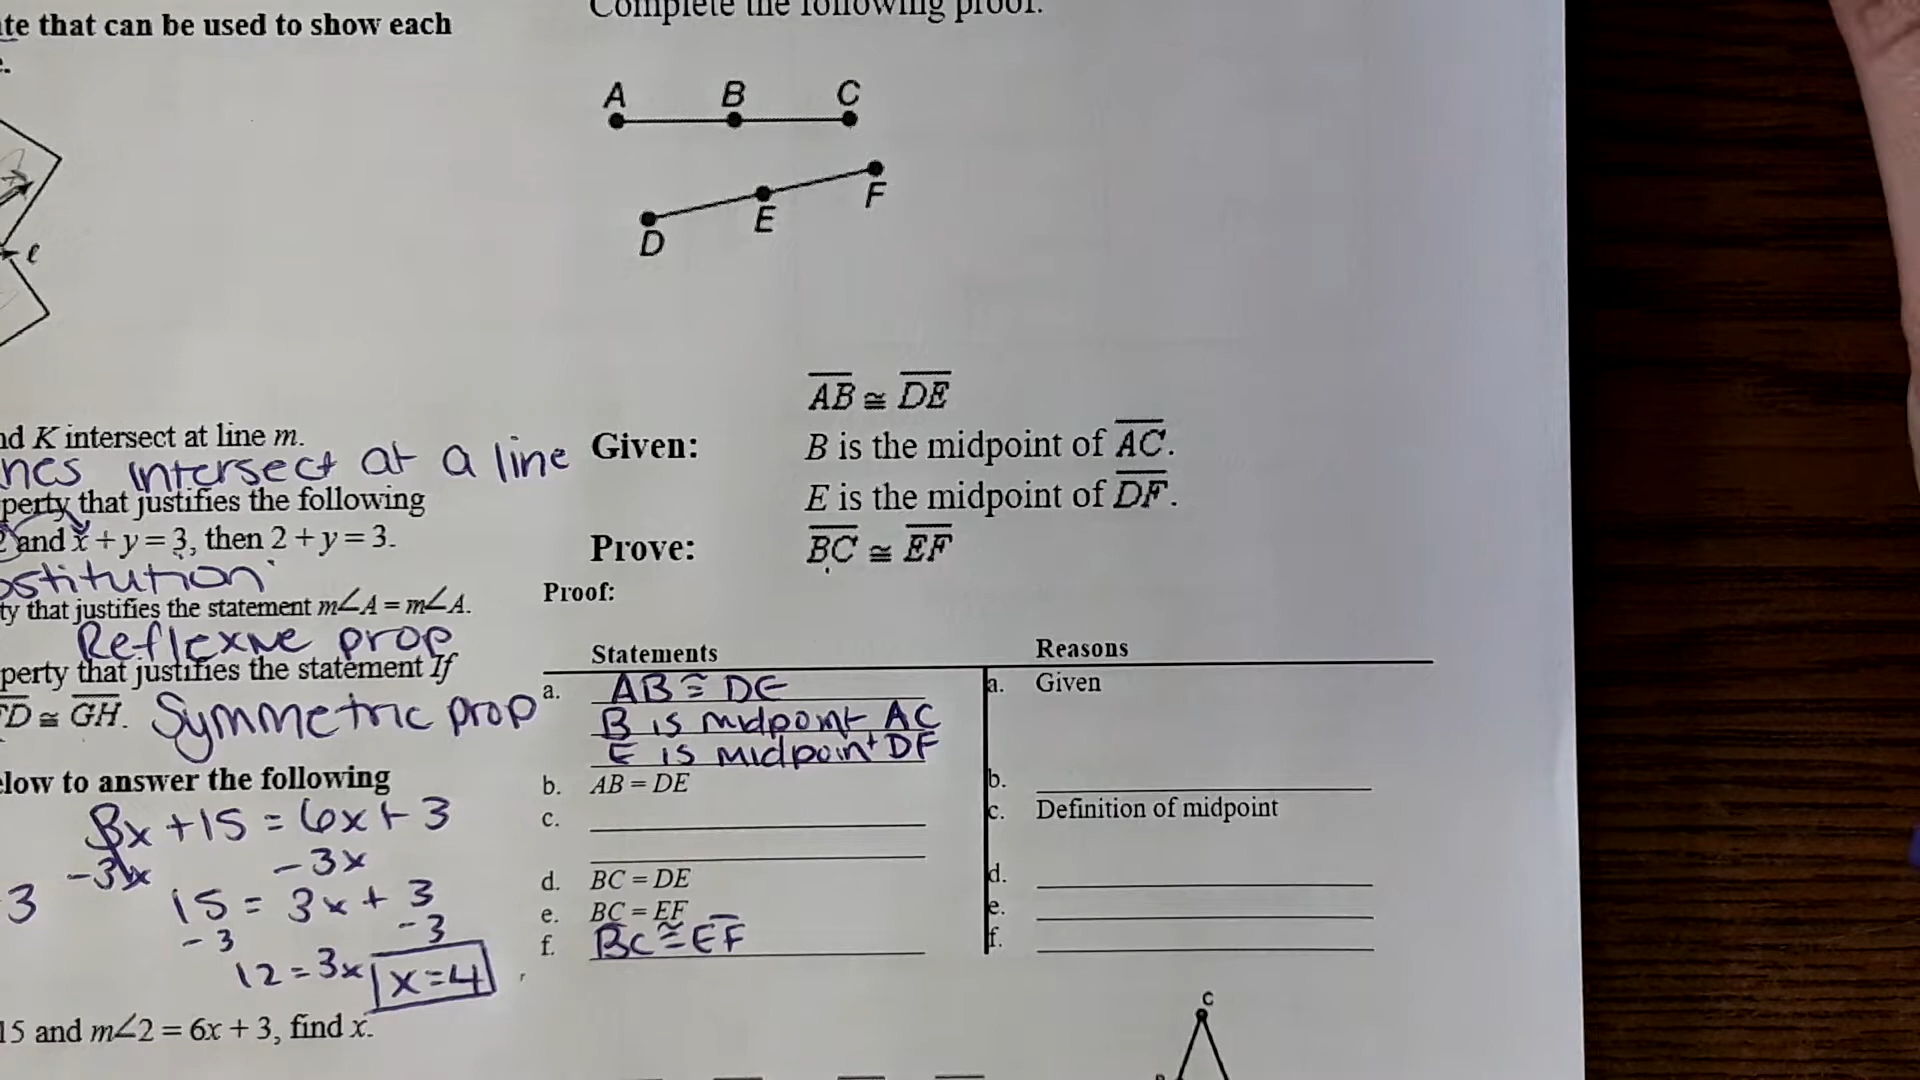 te that can be used to show each
Complete the following proof.
A B C
D E F
ℓ
AB ≅ DE
Given: B is the midpoint of AC.
E is the midpoint of DF.
Prove: BC ≅ EF
Proof:
Statements Reasons
a. AB ≅ DE a. Given
B is midpoint AC
E is midpoint DF
b. AB = DE b.
c. c. Definition of midpoint
d. BC = DE d.
e. BC = EF e.
f. BC ≅ EF f.
C
nd K intersect at line m.
nes intersect at a line
perty that justifies the following
and x + y = 3, then 2 + y = 3.
ostitution
ty that justifies the statement m∠A = m∠A.
Reflexive prop
perty that justifies the statement If
D ≅ GH. Symmetric prop
elow to answer the following
3x + 15 = 6x + 3
-3x -3x
3 15 = 3x + 3
-3 -3
12 = 3x x = 4
15 and m∠2 = 6x + 3, find x.